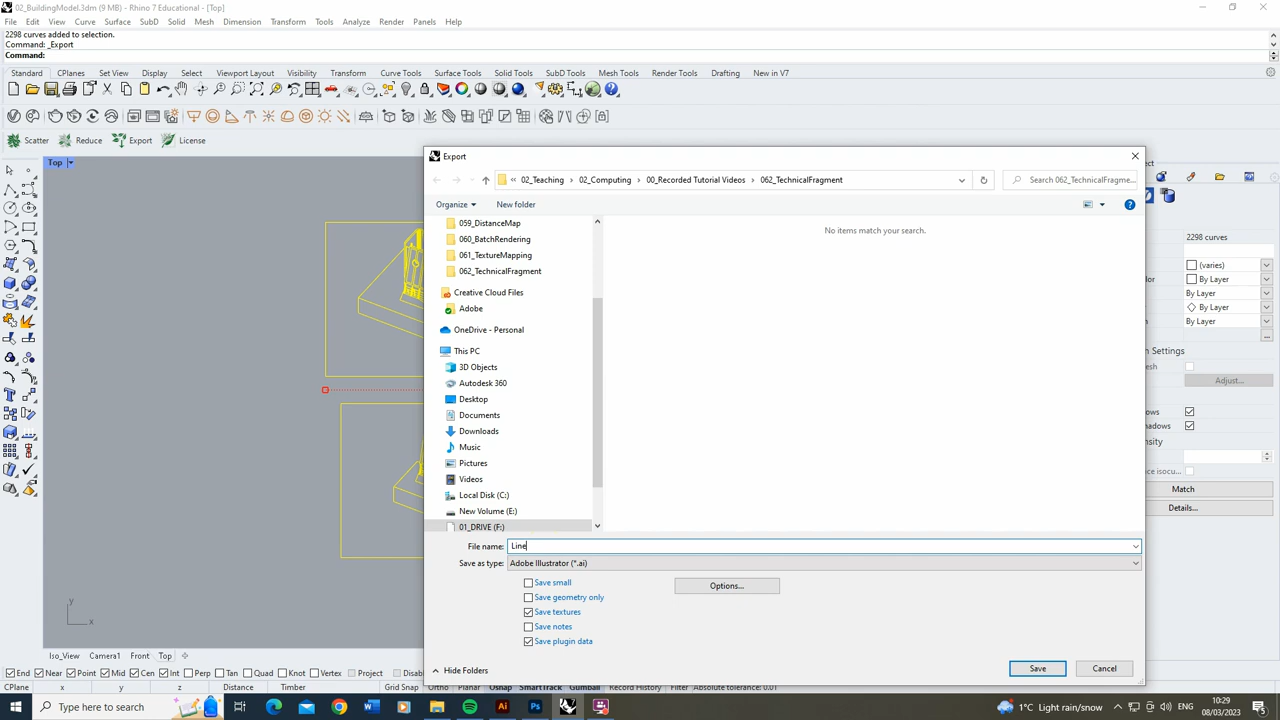 02_BuildingModel.3dm (9 MB) - Rhino 7 Educational - [Top]
File Edit View Curve Surface SubD Solid Mesh Dimension Transform Tools Analyze Render Panels Help
2298 curves added to selection.
Command: _Export
Command:
Standard CPlanes Set View Display Select Viewport Layout Visibility Transform Curve Tools Surface Tools Solid Tools SubD Tools Mesh Tools Render Tools Drafting New in V7
Scatter Reduce Export License
Top
Export
« 02_Teaching > 02_Computing > 00_Recorded Tutorial Videos > 062_TechnicalFragment
Search 062_TechnicalFragme...
Organize New folder
059_DistanceMap
060_BatchRendering
061_TextureMapping
062_TechnicalFragment
Creative Cloud Files
Adobe
OneDrive - Personal
This PC
3D Objects
Autodesk 360
Desktop
Documents
Downloads
Music
Pictures
Videos
Local Disk (C:)
New Volume (E:)
01_DRIVE (F:)
No items match your search.
2298 curves
(varies)
By Layer
By Layer
By Layer
By Layer
Settings
Adjust...
Match
Details...
File name: Line
Save as type: Adobe Illustrator (*.ai)
Save small
Save geometry only
Save textures
Save notes
Save plugin data
Options...
Hide Folders
Save Cancel
y
x
Iso_View Camera1 Front Top
End Near Point Mid Cen Int Perp Tan Quad Knot Vertex Project
CPlane x y z Distance Timber Grid Snap Ortho Planar Osnap SmartTrack Gumball Record History Filter Absolute tolerance: 0.01
Type here to search
1°C Light rain/snow
ENG
10:29
08/03/2023